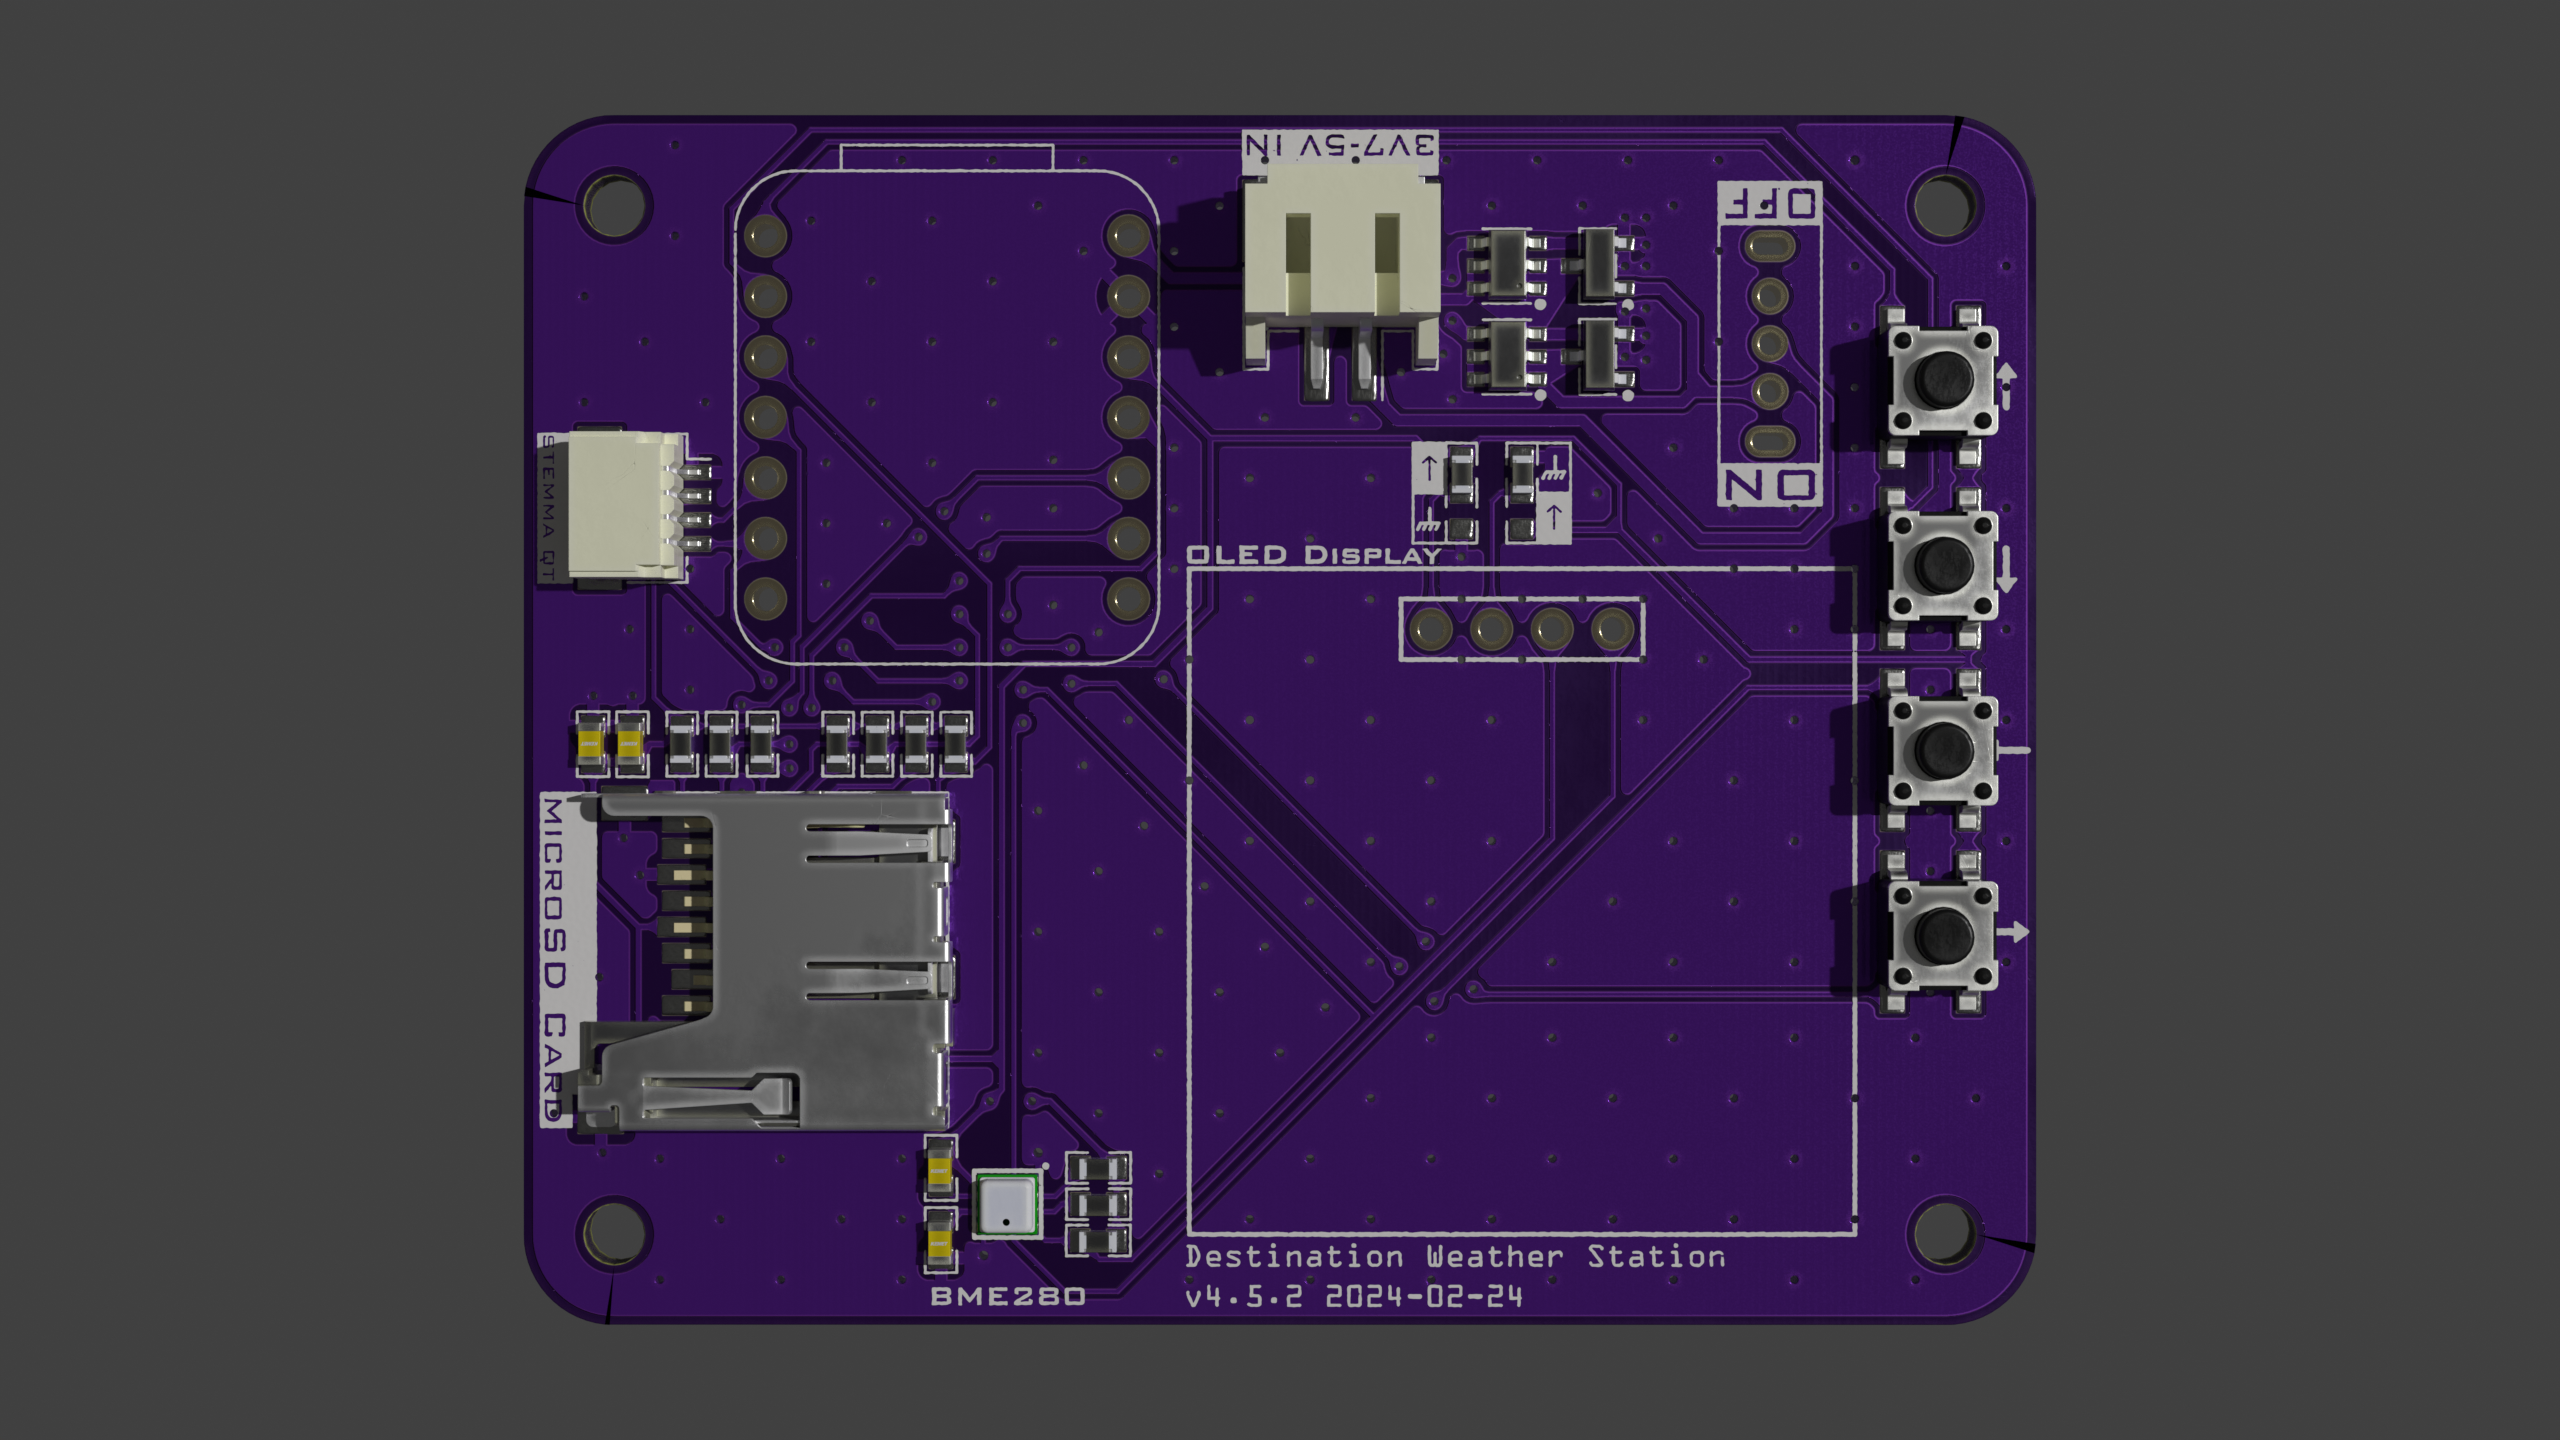 3V7-5V IN
OFF
ON
STEMMA QT
OLED Display
MicroSD Card
Destination Weather Station
v4.5.2 2024-02-24
BME280